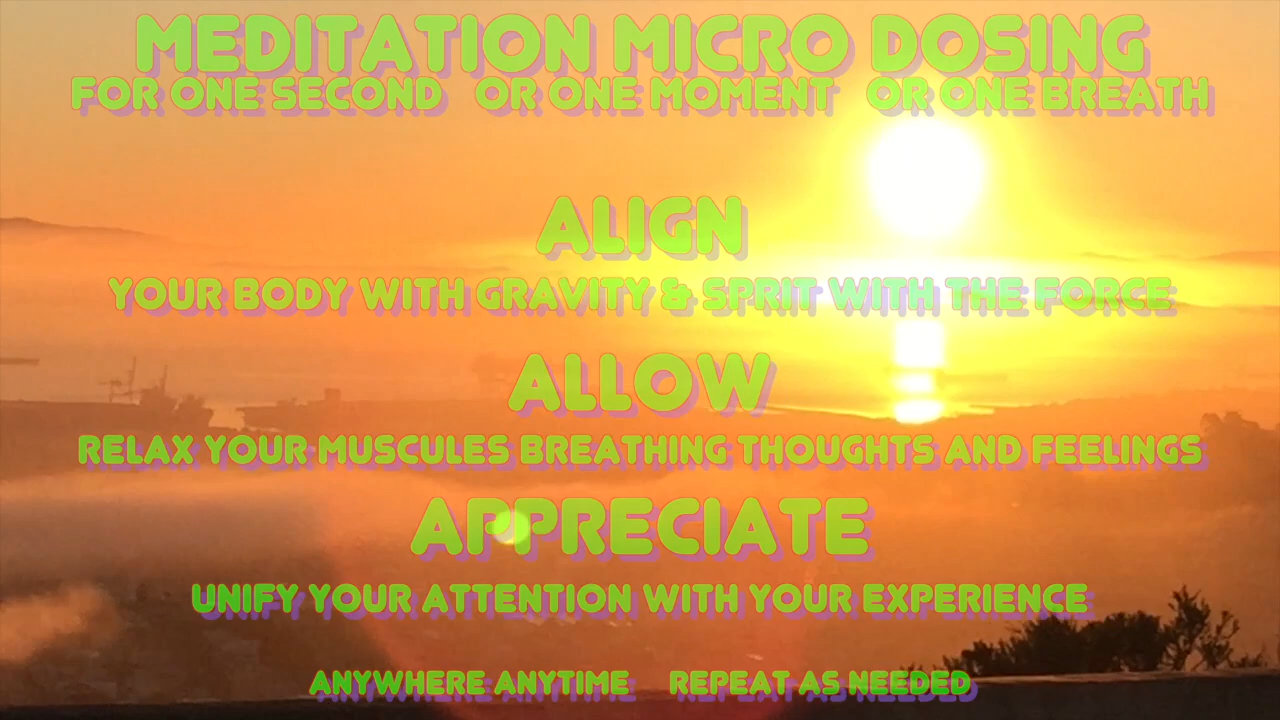 MEDITATION MICRO DOSING
FOR ONE SECOND OR ONE MOMENT OR ONE BREATH
ALIGN
YOUR BODY WITH GRAVITY & SPRIT WITH THE FORCE
ALLOW
RELAX YOUR MUSCULES BREATHING THOUGHTS AND FEELINGS
APPRECIATE
UNIFY YOUR ATTENTION WITH YOUR EXPERIENCE
ANYWHERE ANYTIME REPEAT AS NEEDED